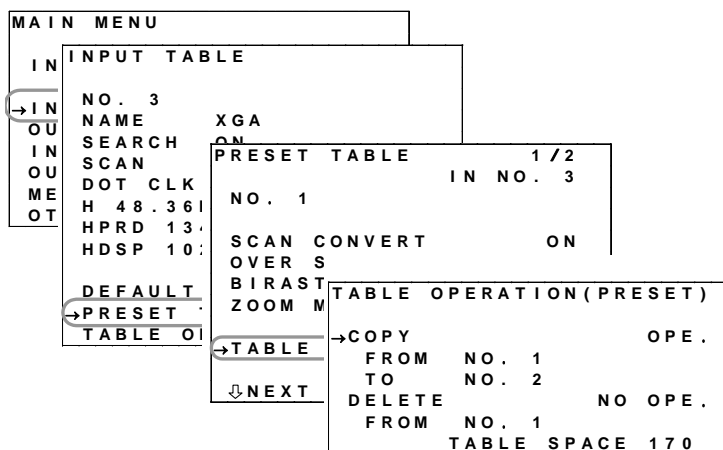 MAIN MENU
IN
→IN
OU
IN
OU
ME
OT
INPUT TABLE
NO. 3
NAME XGA
SEARCH ON
SCAN
DOT CLK
H 48.36
HPRD 134
HDSP 102
DEFAULT
→PRESET
TABLE
PRESET TABLE 1/2
IN NO. 3
NO. 1
SCAN CONVERT ON
OVER S
BIRAST
ZOOM M
→TABLE
⇩NEXT
TABLE OPERATION(PRESET)
→COPY OPE.
FROM NO. 1
TO NO. 2
DELETE NO OPE.
FROM NO. 1
TABLE SPACE 170